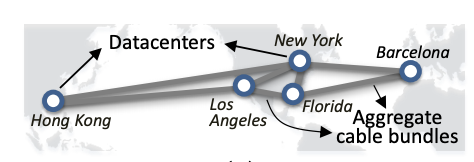 Datacenters
New York
Barcelona
Hong Kong
Los
Angeles
Florida
Aggregate
cable bundles